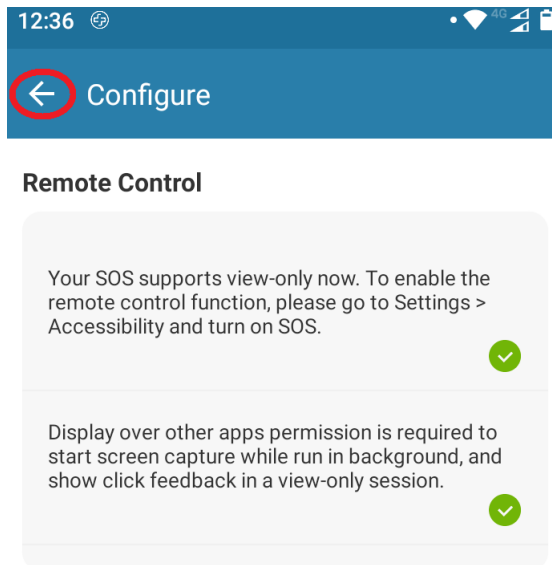 12:36 4G
Configure
Remote Control
Your SOS supports view-only now. To enable the
remote control function, please go to Settings >
Accessibility and turn on SOS.
Display over other apps permission is required to
start screen capture while run in background, and
show click feedback in a view-only session.